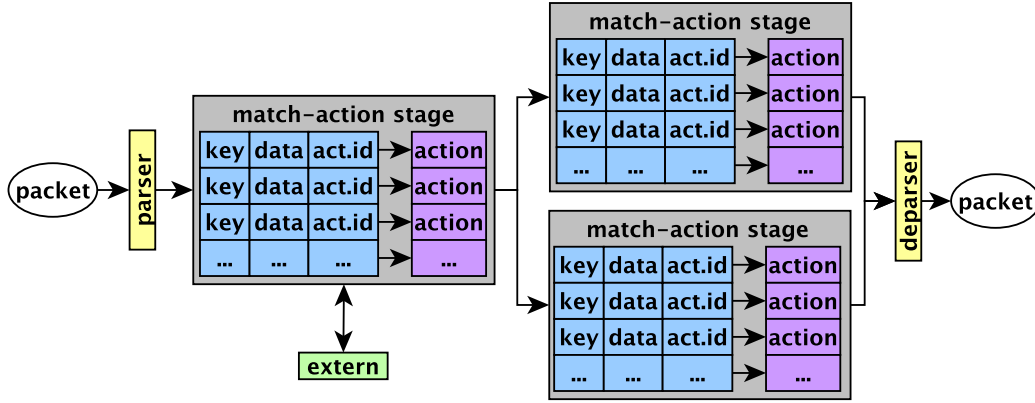 packet
parser
match-action stage
key data act.id action
key data act.id action
key data act.id action
... ... ... ...
extern
match-action stage
key data act.id action
key data act.id action
key data act.id action
... ... ... ...
match-action stage
key data act.id action
key data act.id action
key data act.id action
... ... ... ...
deparser
packet